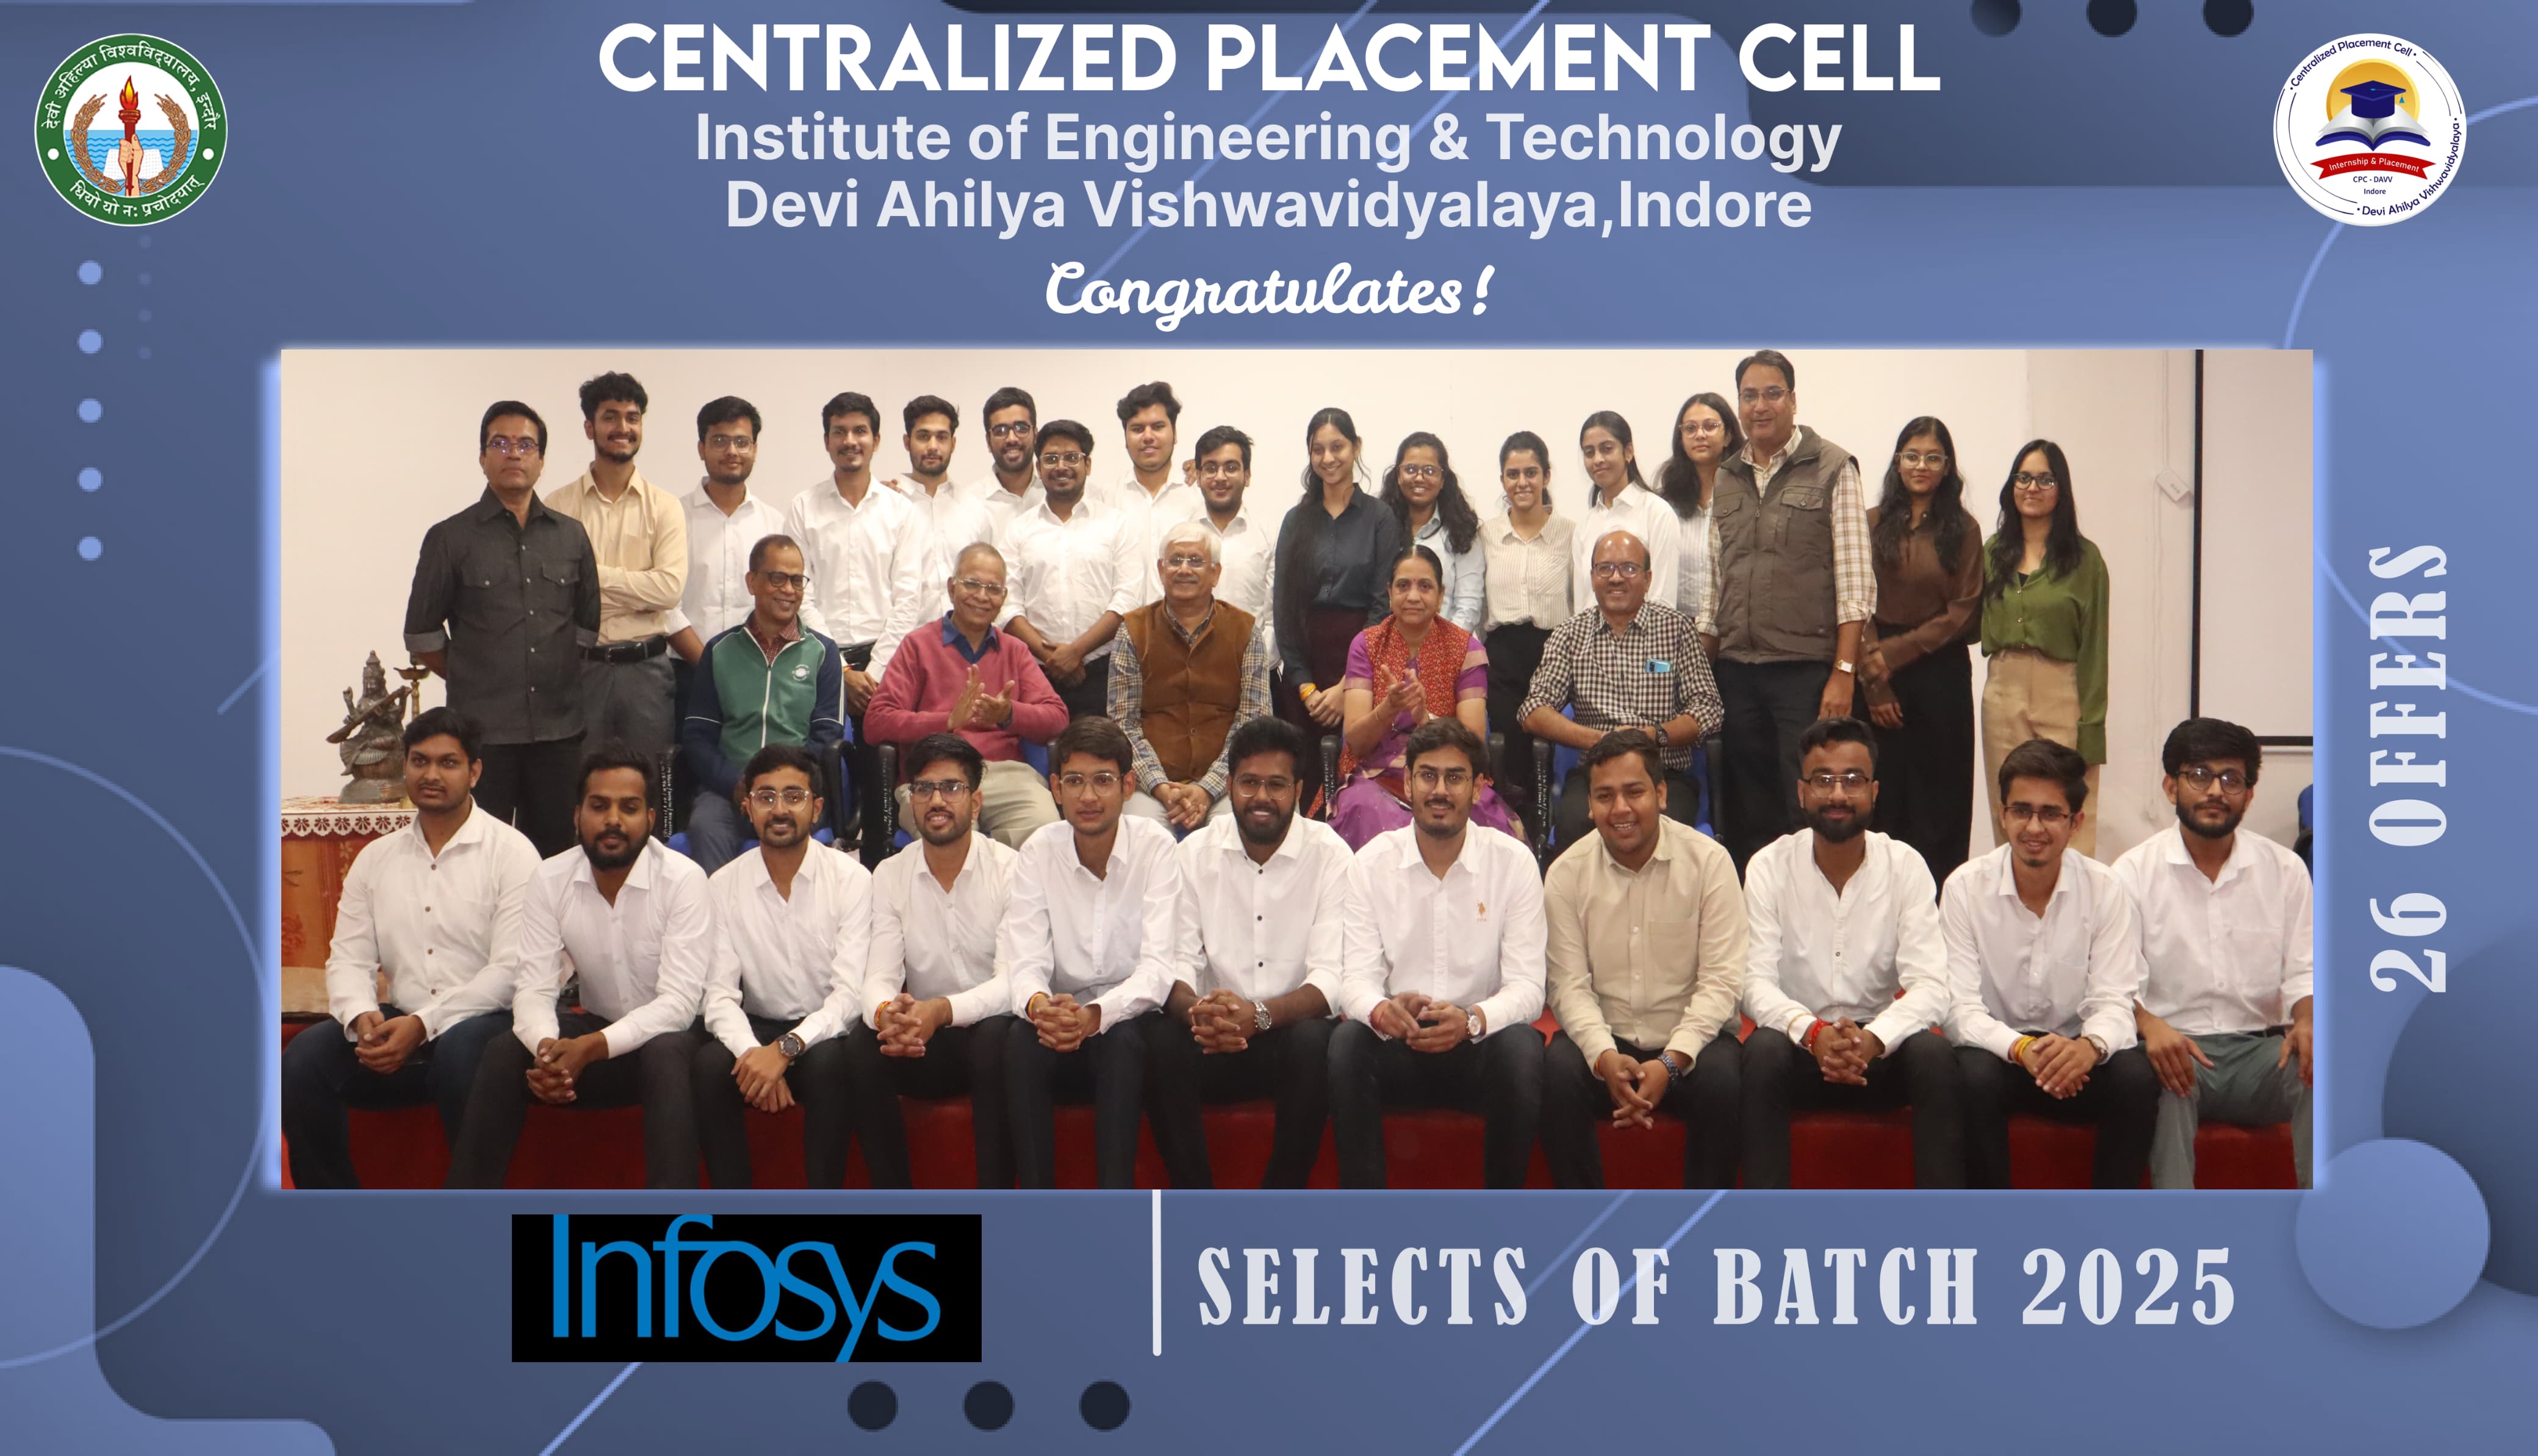 CENTRALIZED PLACEMENT CELL
Institute of Engineering & Technology
Devi Ahilya Vishwavidyalaya,Indore
Congratulates!
देवी अहिल्या विश्वविद्यालय, इन्दौर
धियो यो नः प्रचोदयात्
• Centralized Placement Cell •
Internship & Placement
CPC - DAVV
Indore
• Devi Ahilya Vishwavidyalaya •
26 OFFERS
Infosys
SELECTS OF BATCH 2025